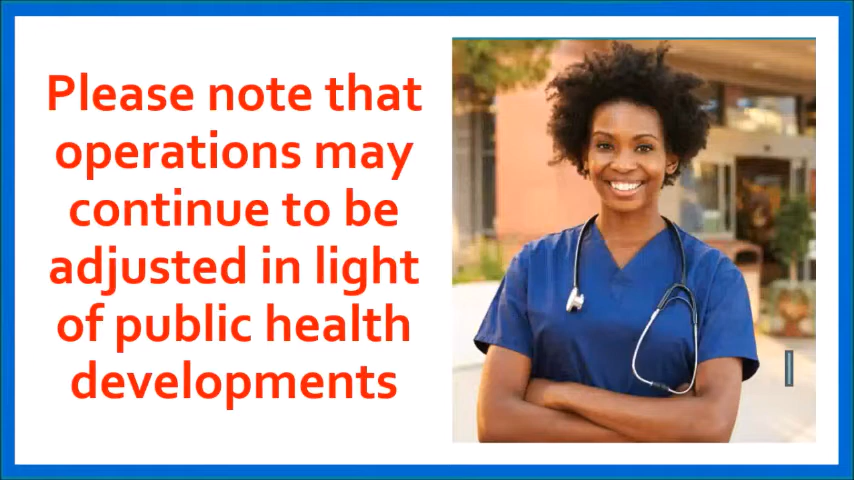 Please note that
operations may
continue to be
adjusted in light
of public health
developments